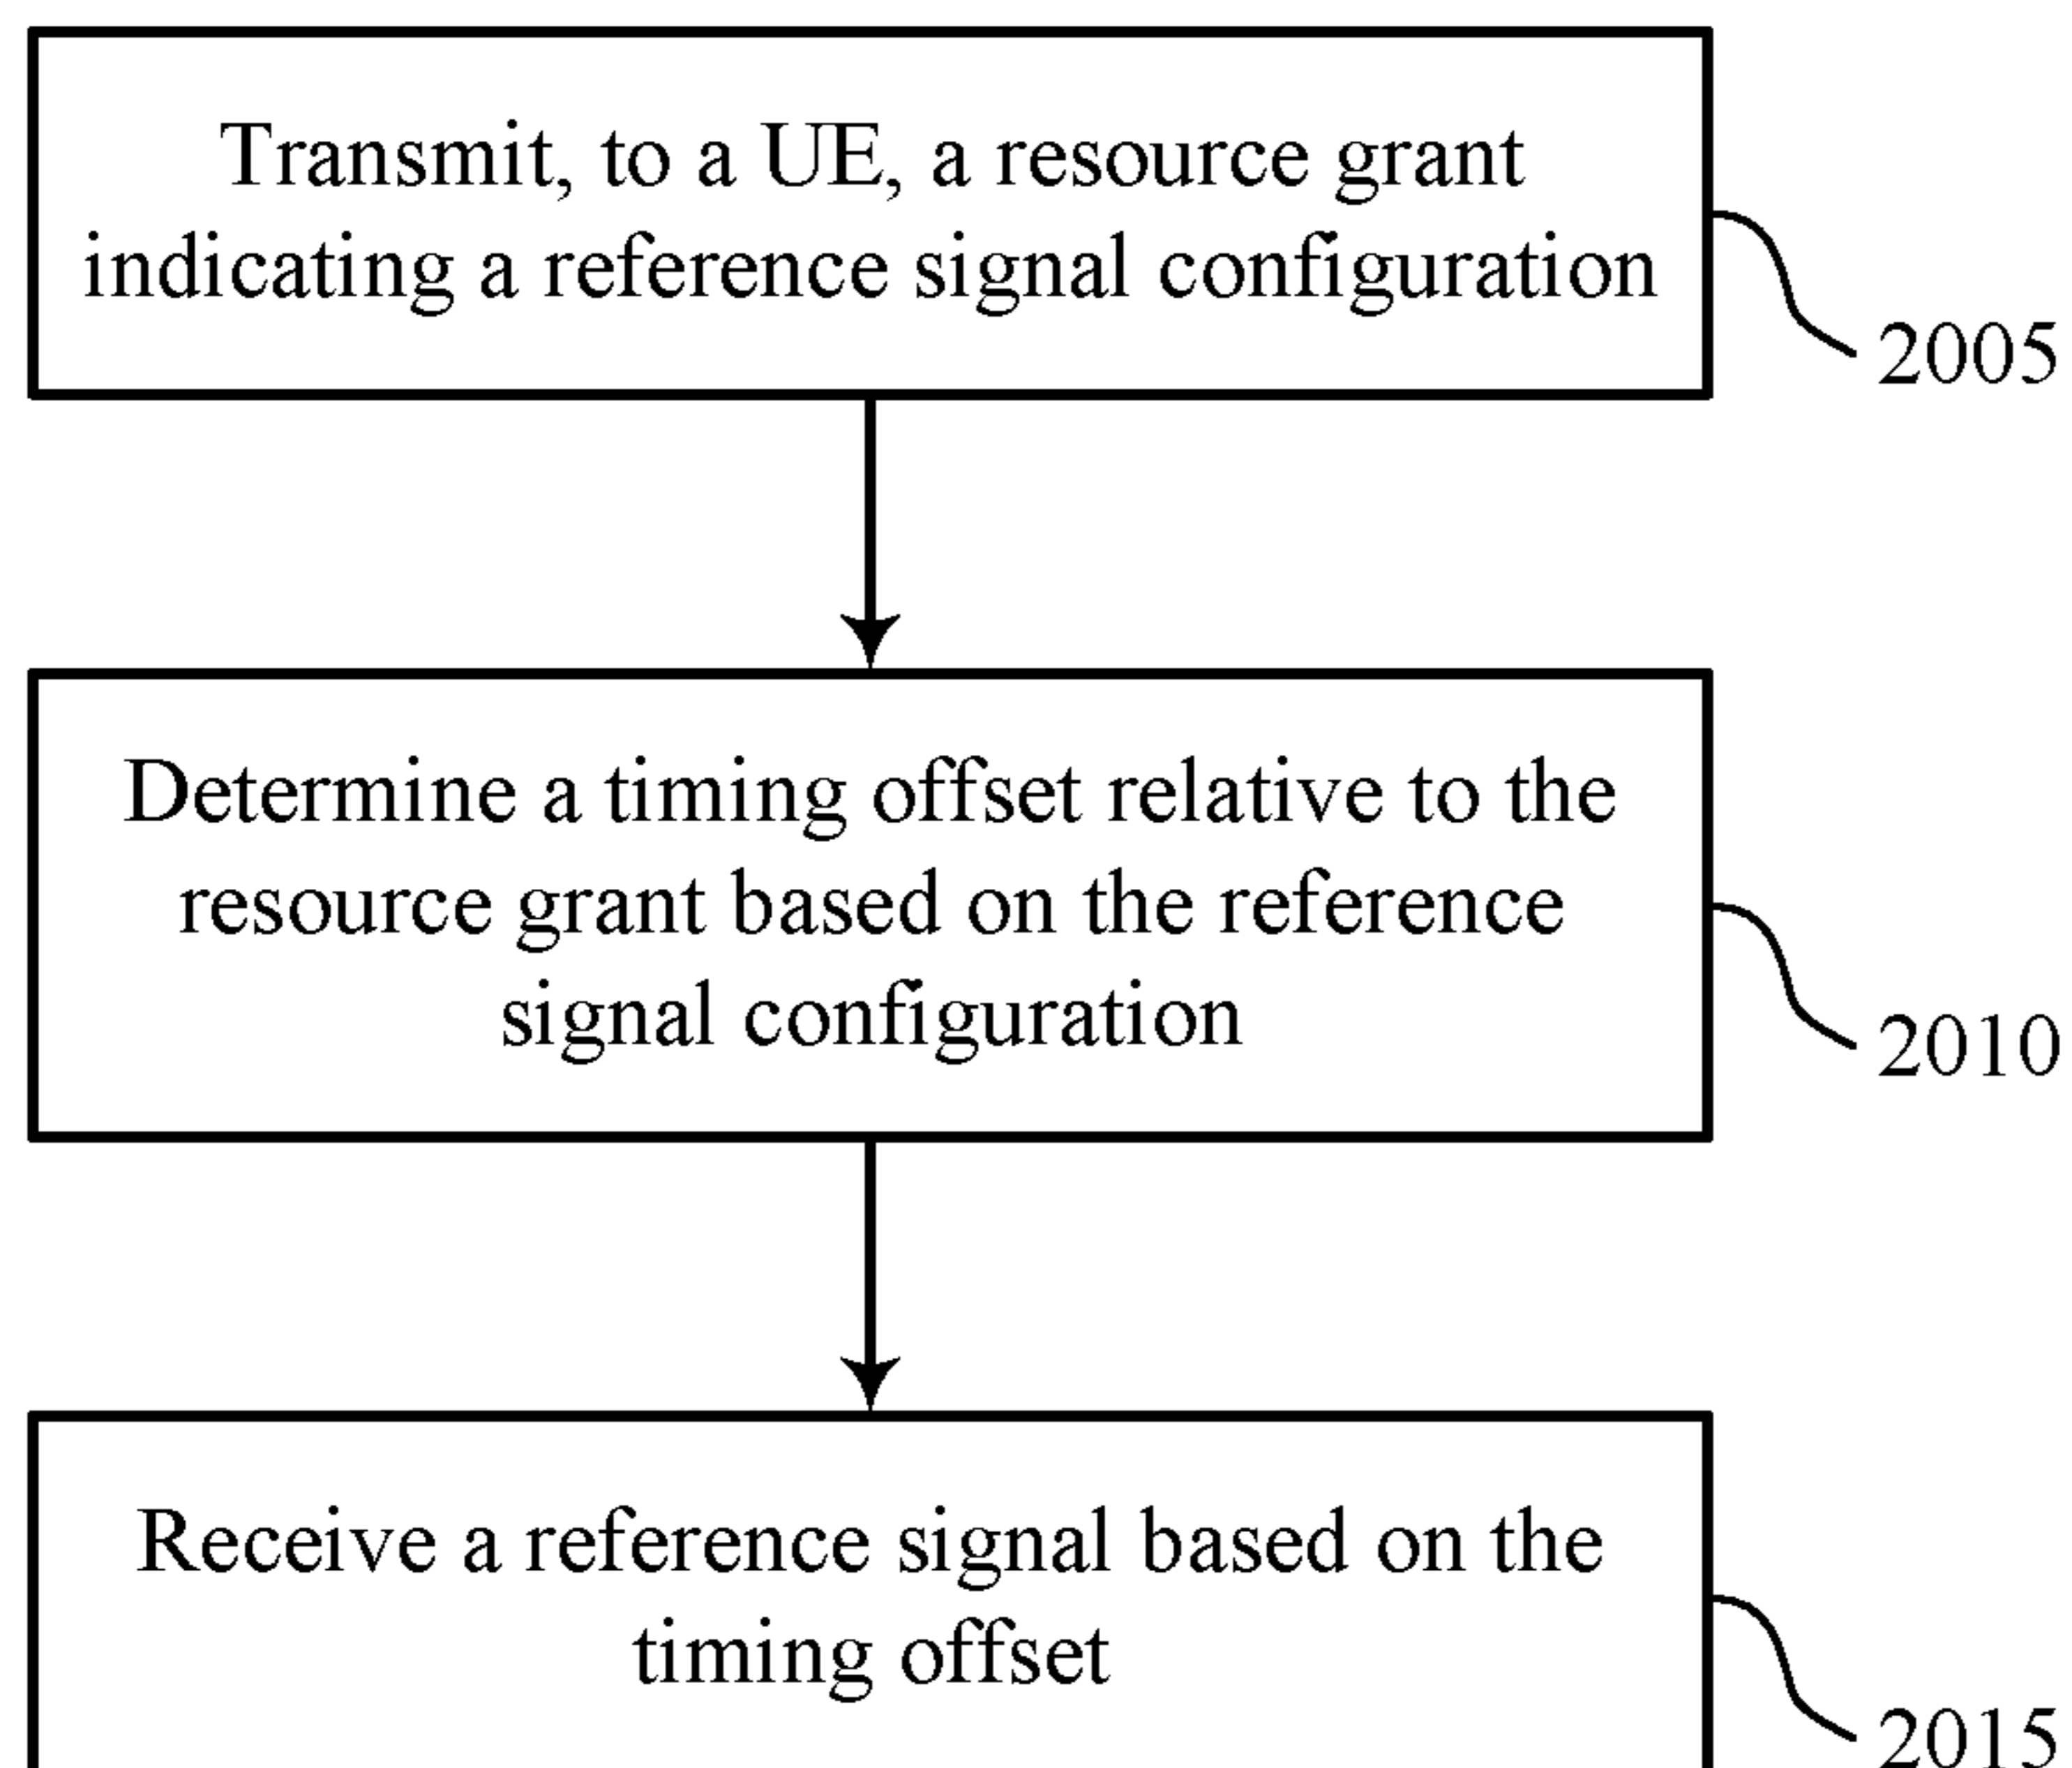 Transmit, to a UE, a resource grant
indicating a reference signal configuration
2005
Determine a timing offset relative to the
resource grant based on the reference
signal configuration
2010
Receive a reference signal based on the
timing offset
2015